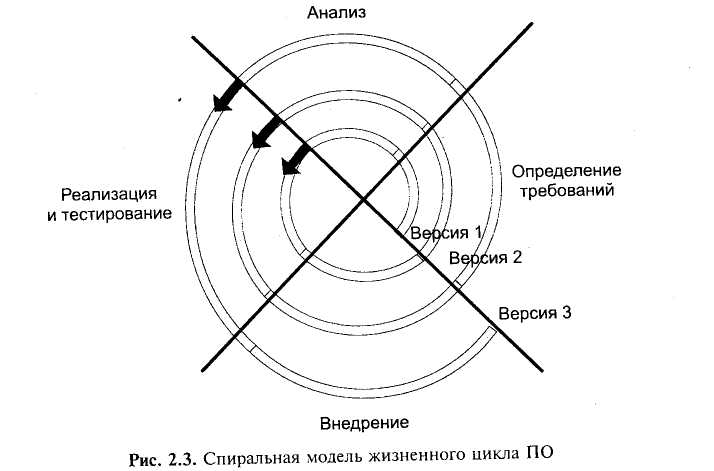 Анализ
Определение
требований
Реализация
и тестирование
Версия 1
Версия 2
Версия 3
Внедрение
Рис. 2.3. Спиральная модель жизненного цикла ПО